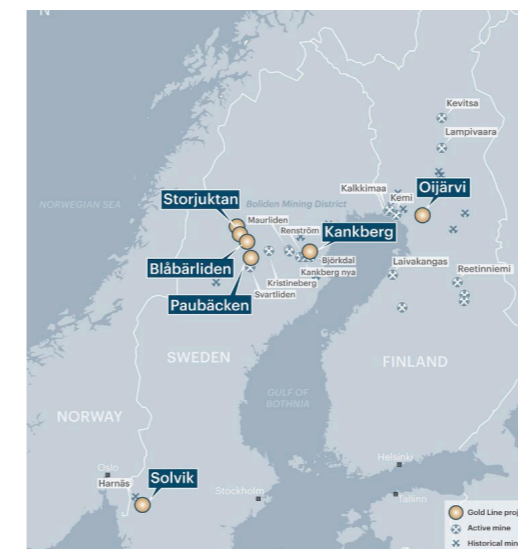 N
Kevitsa
Lampivaara
Kalkkimaa
Kemi
Oijärvi
Storjuktan
NORWEGIAN SEA
Boliden Mining District
Maurliden
Renström
Kankberg
Björkdal
Kankberg nya
Blåbärliden
Kristineberg
Svartliden
Laivakangas
Reetinniemi
Paubäcken
SWEDEN
FINLAND
GULF OF
BOTHNIA
NORWAY
Oslo
Harnäs
Solvik
Stockholm
Helsinki
Tallinn
Gold Line proj
Active mine
Historical min